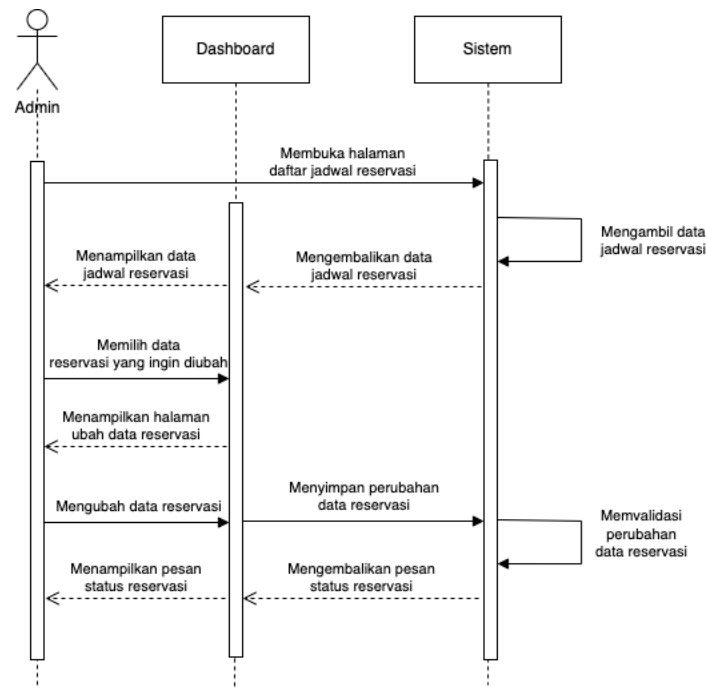 Dashboard
Sistem
Admin
Membuka halaman
daftar jadwal reservasi
Mengambil data
jadwal reservasi
Menampilkan data
jadwal reservasi
Mengembalikan data
jadwal reservasi
Memilih data
reservasi yang ingin diubah
Menampilkan halaman
ubah data reservasi
Mengubah data reservasi
Menyimpan perubahan
data reservasi
Memvalidasi
perubahan
data reservasi
Menampilkan pesan
status reservasi
Mengembalikan pesan
status reservasi